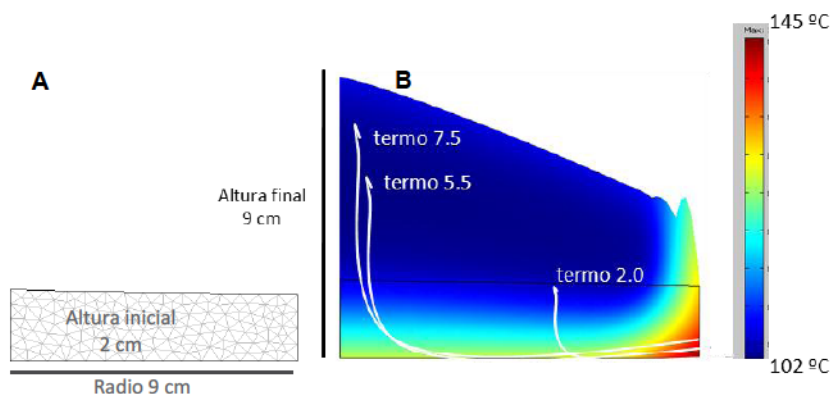 A
Altura inicial
2 cm
Radio 9 cm
Altura final
9 cm
B
termo 7.5
termo 5.5
termo 2.0
145 ºC
102 ºC